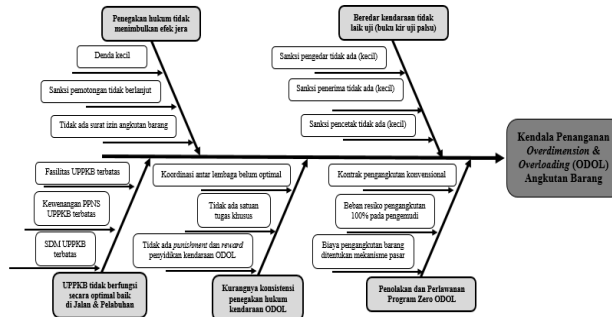 Penegakan hukum tidak
menimbulkan efek jera
Beredar kendaraan tidak
laik uji (buku kir uji palsu)
Denda kecil
Sanksi pemotongan tidak berlanjut
Tidak ada surat izin angkutan barang
Sanksi pengedar tidak ada (kecil)
Sanksi penerima tidak ada (kecil)
Sanksi pencetak tidak ada (kecil)
Kendala Penanganan
Overdimension &
Overloading (ODOL)
Angkutan Barang
Fasilitas UPPKB terbatas
Kewenangan PPNS
UPPKB terbatas
SDM UPPKB
terbatas
Koordinasi antar lembaga belum optimal
Tidak ada satuan
tugas khusus
Tidak ada punishment dan reward
penyidikan kendaraan ODOL
Kontrak pengangkutan konvensional
Beban resiko pengangkutan
100% pada pengemudi
Biaya pengangkutan barang
ditentukan mekanisme pasar
UPPKB tidak berfungsi
secara optimal baik
di Jalan & Pelabuhan
Kurangnya konsistensi
penegakan hukum
kendaraan ODOL
Penolakan dan Perlawanan
Program Zero ODOL